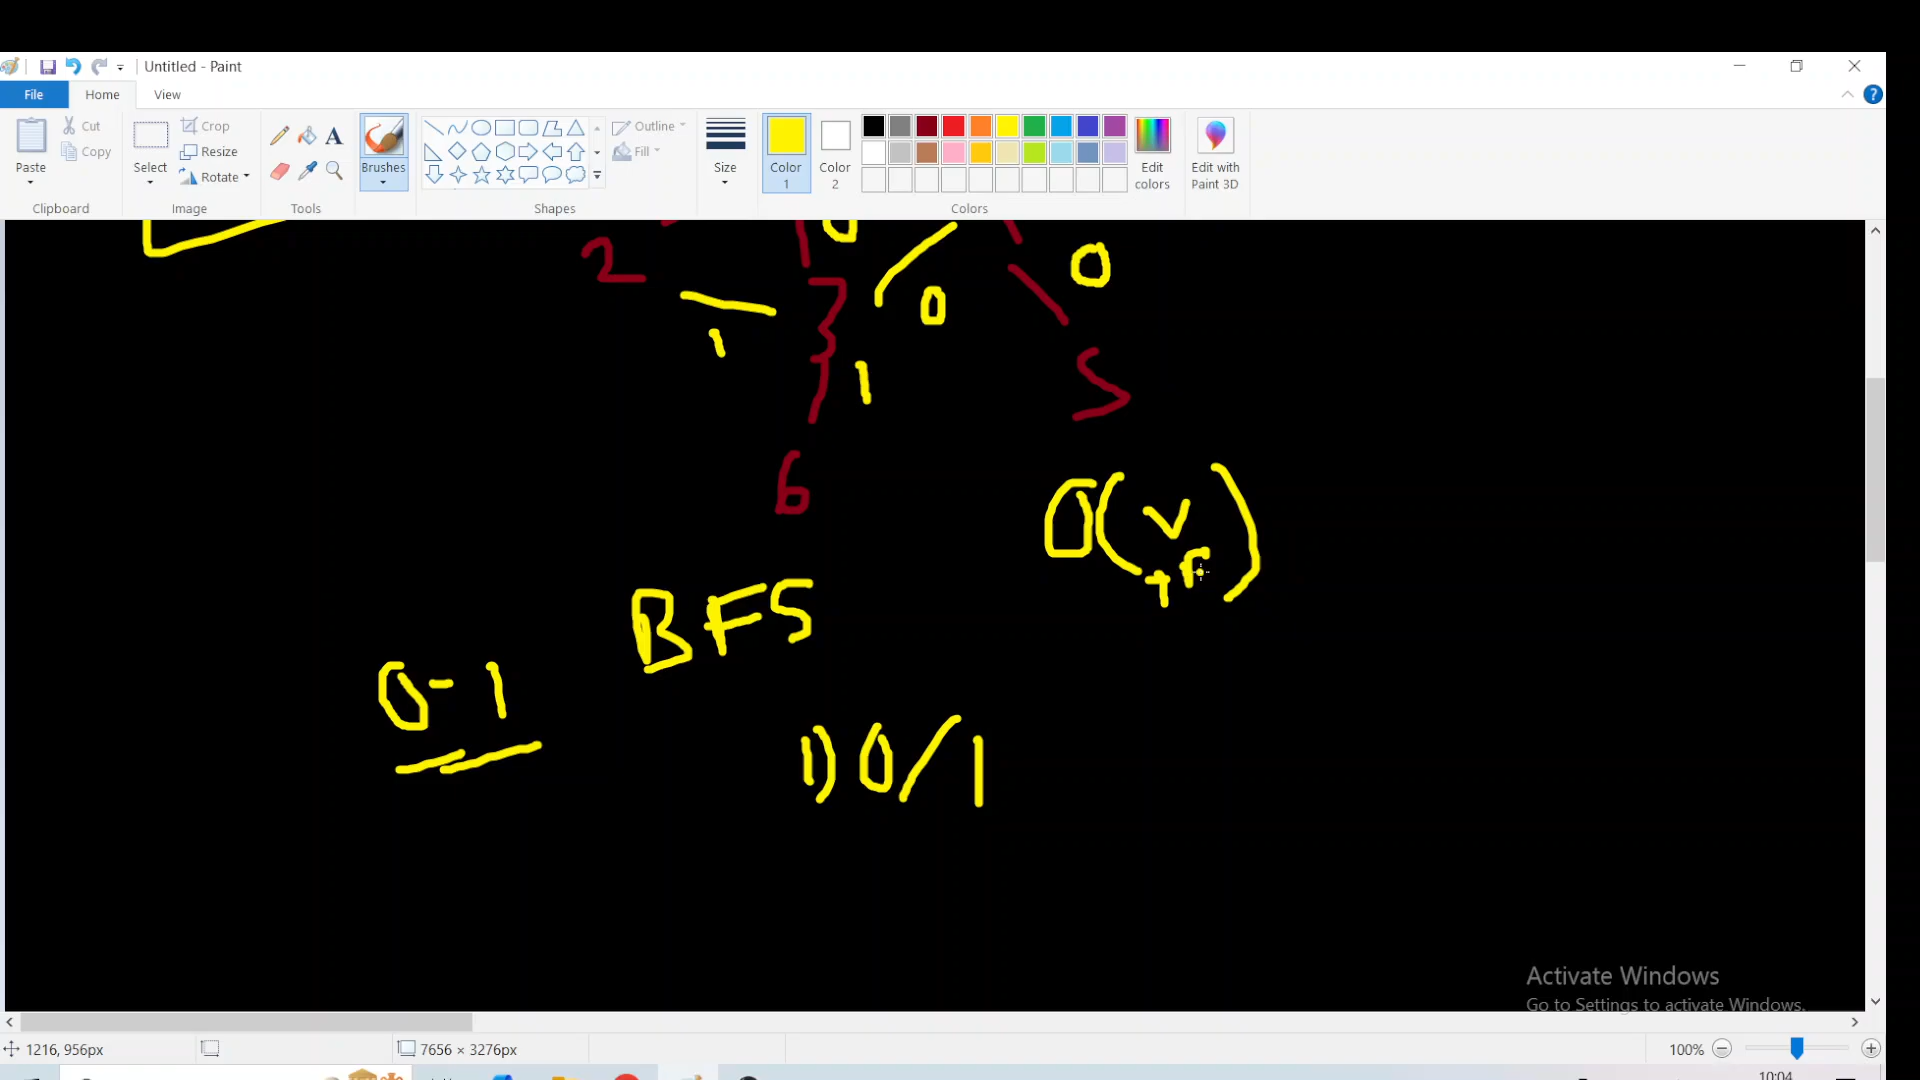 Untitled - Paint
File Home View
Paste
Cut
Copy
Select
Crop
Resize
Rotate
A
Brushes
Outline
Fill
Size
Color 1
Color 2
Edit colors
Edit with Paint 3D
Clipboard Image Tools Shapes Colors
2
0
0
1
3
1
5
6
O(V
+
)
BFS
0-1
1) 0/1
Activate Windows
Go to Settings to activate Windows.
1216, 956px
7656 × 3276px
100%
10:04